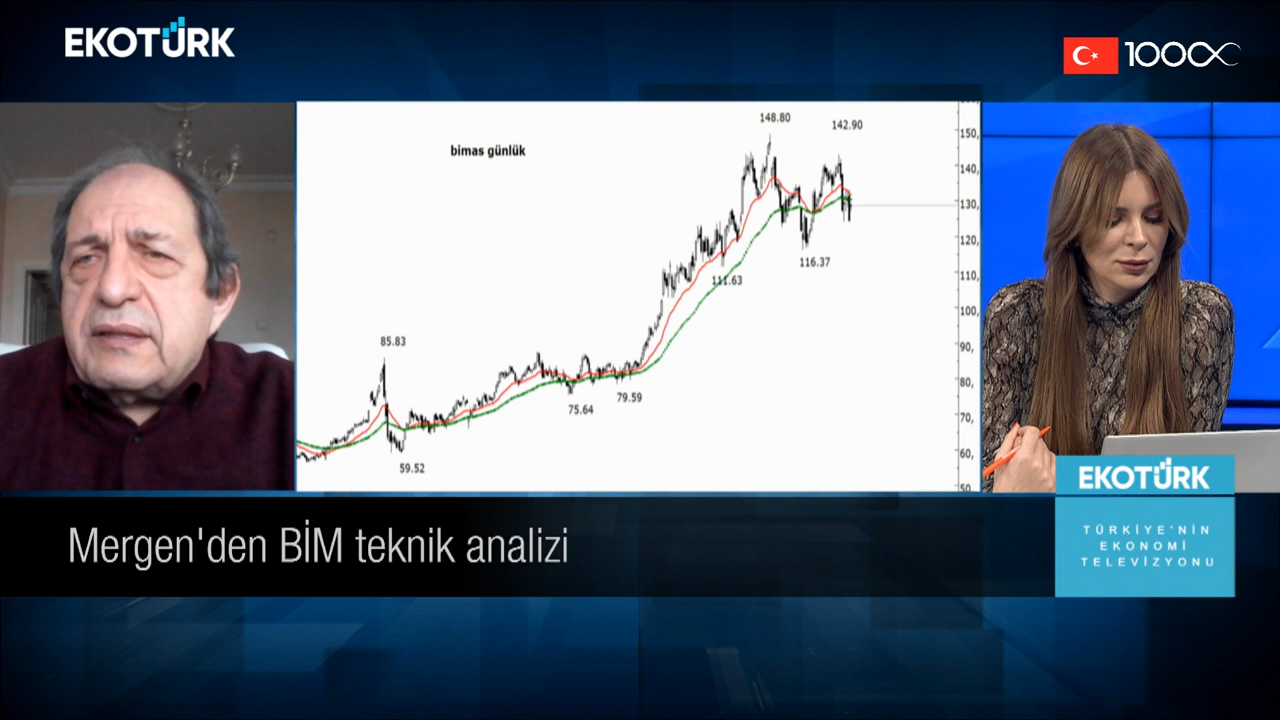 EKOTÜRK
100
bimas günlük
148.80
142.90
116.37
111.63
85.83
75.64
79.59
59.52
150,
140,
130,
120,
110,
100,
90,
80,
70,
60,
50,
Mergen'den BİM teknik analizi
EKOTÜRK
TÜRKİYE'NİN
EKONOMİ
TELEVİZYONU